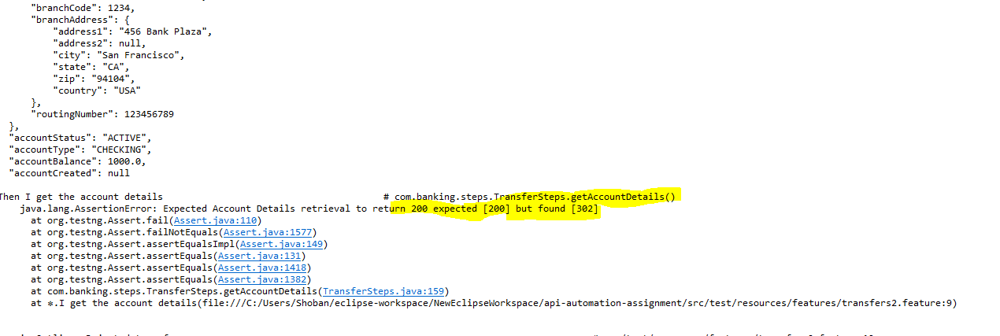 "branchCode": 1234,
"branchAddress": {
"address1": "456 Bank Plaza",
"address2": null,
"city": "San Francisco",
"state": "CA",
"zip": "94104",
"country": "USA"
},
"routingNumber": 123456789
},
"accountStatus": "ACTIVE",
"accountType": "CHECKING",
"accountBalance": 1000.0,
"accountCreated": null
Then I get the account details # com.banking.steps.TransferSteps.getAccountDetails()
java.lang.AssertionError: Expected Account Details retrieval to return 200 expected [200] but found [302]
at org.testng.Assert.fail(Assert.java:110)
at org.testng.Assert.failNotEquals(Assert.java:1577)
at org.testng.Assert.assertEqualsImpl(Assert.java:149)
at org.testng.Assert.assertEquals(Assert.java:131)
at org.testng.Assert.assertEquals(Assert.java:1418)
at org.testng.Assert.assertEquals(Assert.java:1382)
at com.banking.steps.TransferSteps.getAccountDetails(TransferSteps.java:159)
at ✽.I get the account details(file:///C:/Users/Shoban/eclipse-workspace/NewEclipseWorkspace/api-automation-assignment/src/test/resources/features/transfers2.feature:9)